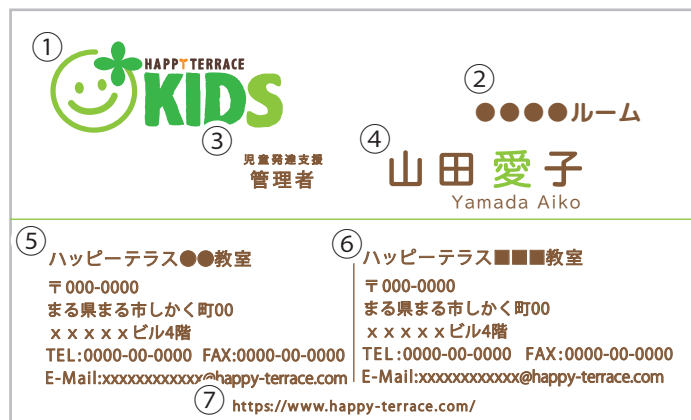 ①
HAPPY TERRACE
KIDS
②
●●●●ルーム
③
児童発達支援
管理者
④
山田愛子
Yamada Aiko
⑤
ハッピーテラス●●教室
〒000-0000
まる県まる市しかく町00
ｘｘｘｘｘビル4階
TEL:0000-00-0000 FAX:0000-00-0000
E-Mail:xxxxxxxxxxxx@happy-terrace.com
⑥
ハッピーテラス■■■教室
〒000-0000
まる県まる市しかく町00
ｘｘｘｘｘビル4階
TEL:0000-00-0000 FAX:0000-00-0000
E-Mail:xxxxxxxxxxxx@happy-terrace.com
⑦
https://www.happy-terrace.com/